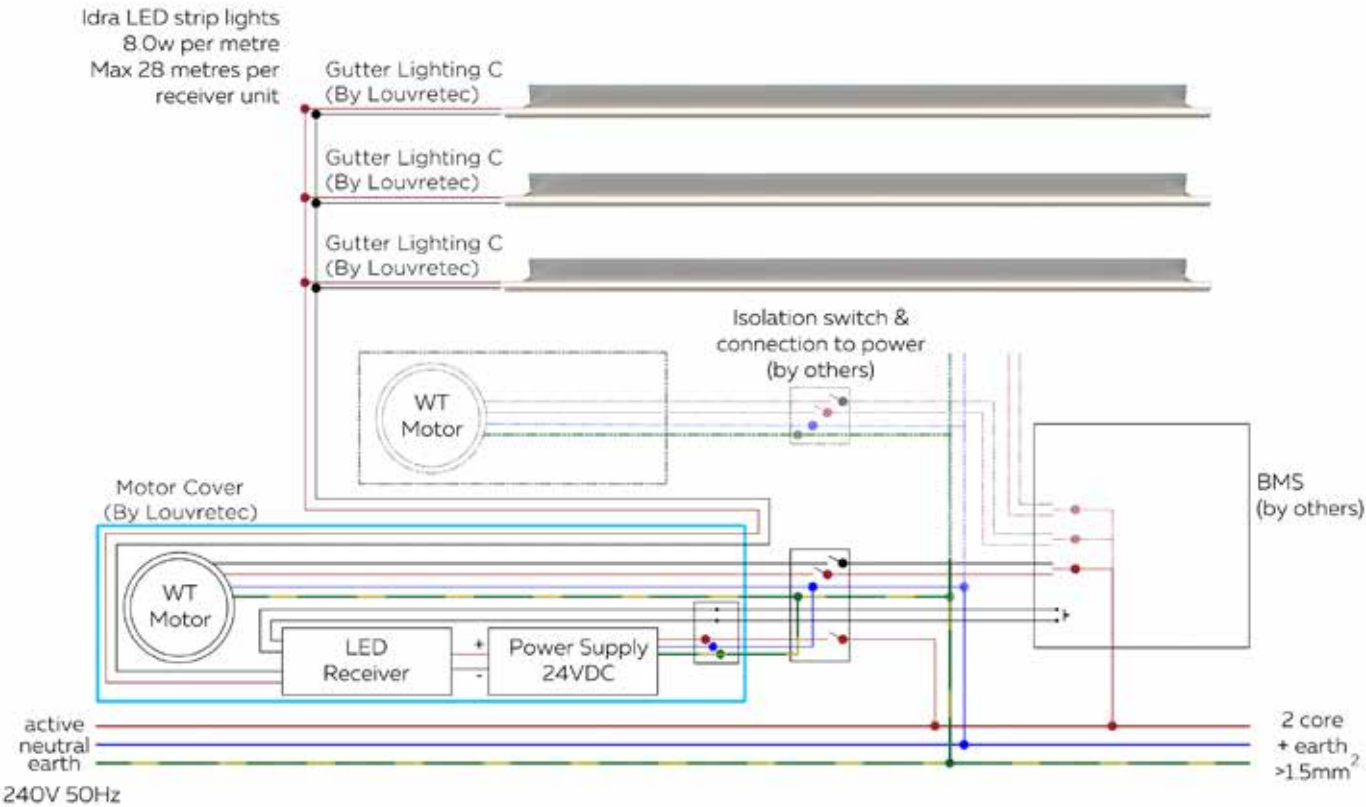 Idra LED strip lights
8.0w per metre
Max 28 metres per
receiver unit
Gutter Lighting C
(By Louvretec)
Gutter Lighting C
(By Louvretec)
Gutter Lighting C
(By Louvretec)
Isolation switch &
connection to power
(by others)
WT
Motor
BMS
(by others)
Motor Cover
(By Louvretec)
WT
Motor
LED
Receiver
+
-
Power Supply
24VDC
active
neutral
earth
240V 50Hz
2 core
+ earth
>1.5mm²